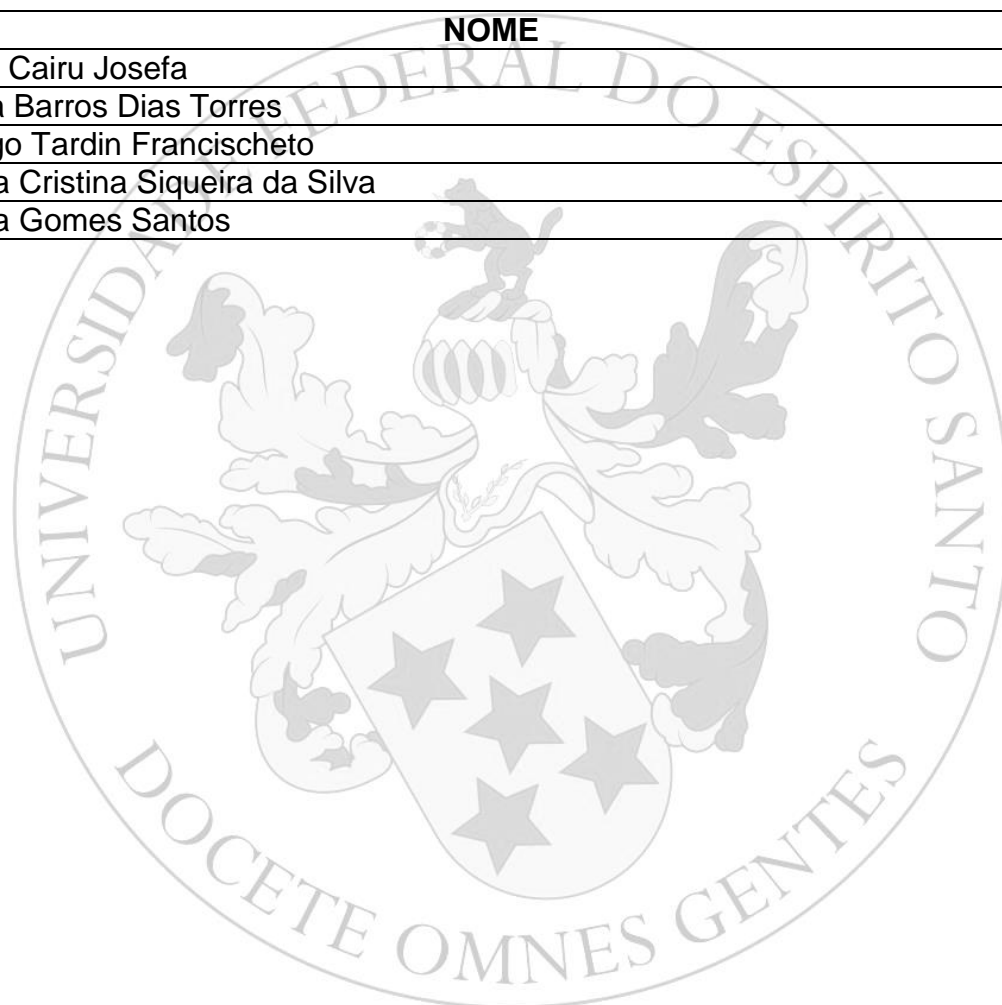 NOME
Cairu Josefa
Barros Dias Torres
Tardin Francischeto
Cristina Siqueira da Silva
Gomes Santos
UNIVERSIDADE FEDERAL DO ESPÍRITO SANTO
DOCETE OMNES GENTES